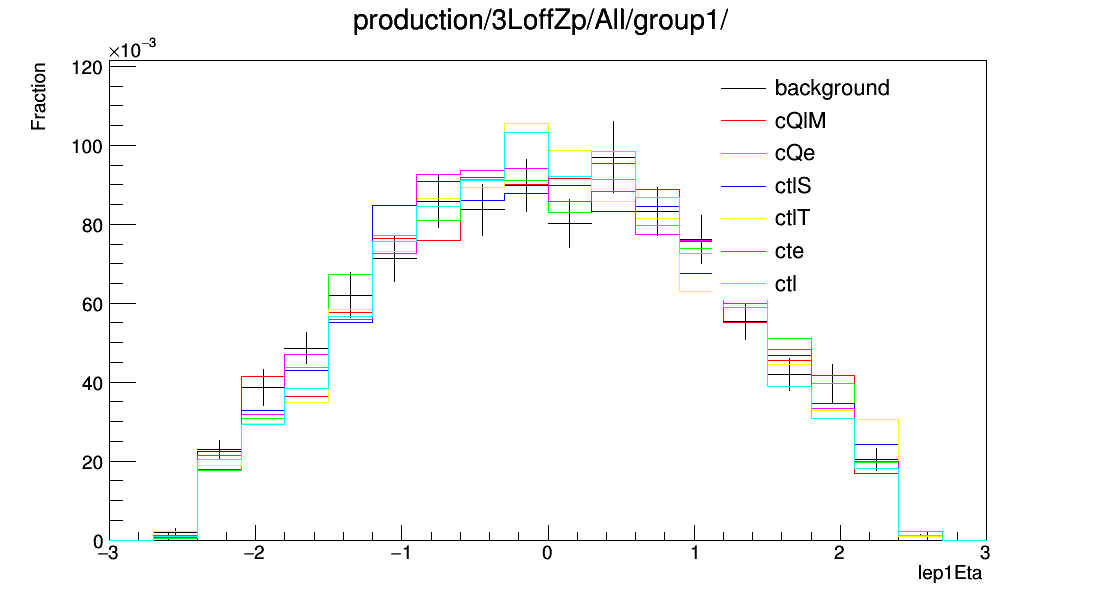 production/3LoffZp/All/group1/
×10⁻³
Fraction
120
100
80
60
40
20
0
background
cQlM
cQe
ctlS
ctlT
cte
ctl
−3 −2 −1 0 1 2 3
lep1Eta